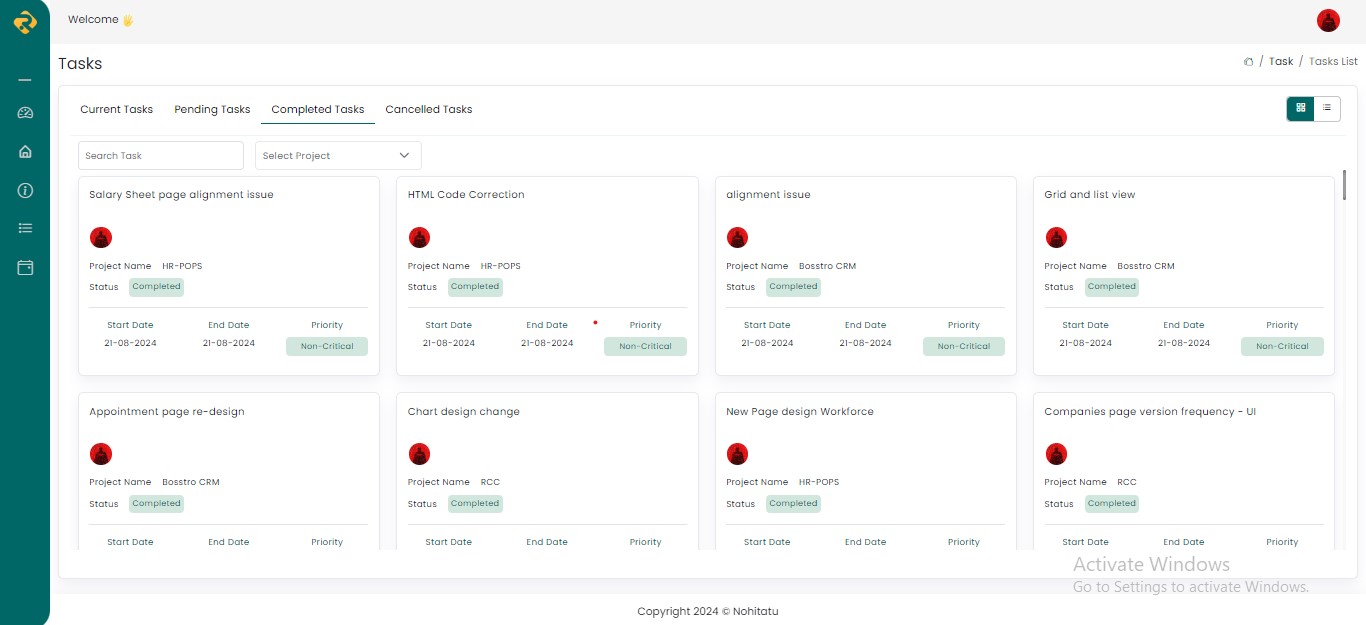 Welcome
Tasks
/ Task / Tasks List
Current Tasks Pending Tasks Completed Tasks Cancelled Tasks
Search Task Select Project
Salary Sheet page alignment issue HTML Code Correction alignment issue Grid and list view
Project Name HR-POPS Project Name HR-POPS Project Name Bosstro CRM Project Name Bosstro CRM
Status Completed Status Completed Status Completed Status Completed
Start Date End Date Priority Start Date End Date Priority Start Date End Date Priority Start Date End Date Priority
21-08-2024 21-08-2024 Non-Critical 21-08-2024 21-08-2024 Non-Critical 21-08-2024 21-08-2024 Non-Critical 21-08-2024 21-08-2024 Non-Critical
Appointment page re-design Chart design change New Page design Workforce Companies page version frequency - UI
Project Name Bosstro CRM Project Name RCC Project Name HR-POPS Project Name RCC
Status Completed Status Completed Status Completed Status Completed
Start Date End Date Priority Start Date End Date Priority Start Date End Date Priority Start Date End Date Priority
Activate Windows
Go to Settings to activate Windows.
Copyright 2024 © Nohitatu